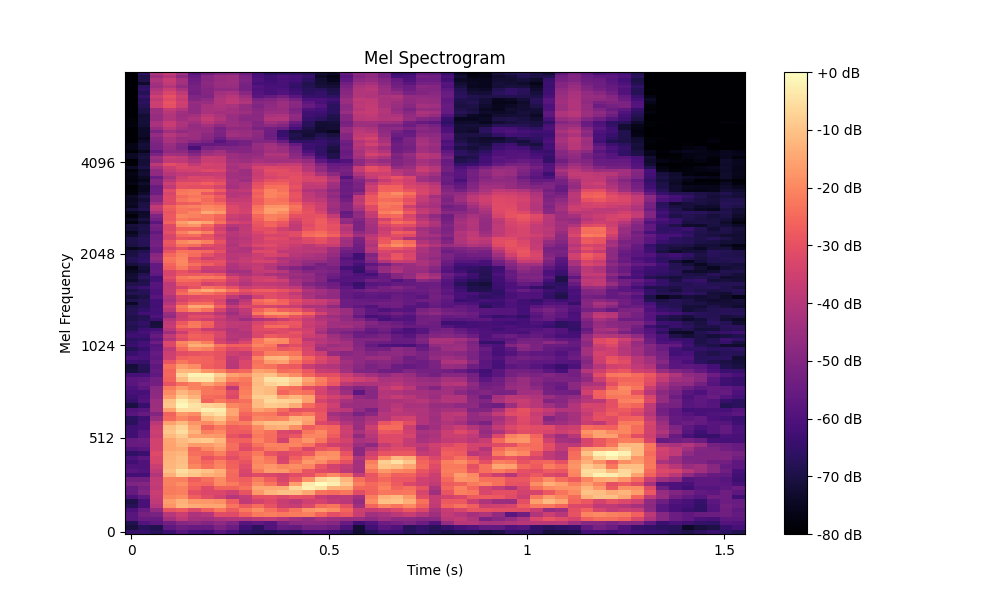 Mel Spectrogram
Mel Frequency
4096
2048
1024
512
0
0
0.5
1
1.5
Time (s)
+0 dB
-10 dB
-20 dB
-30 dB
-40 dB
-50 dB
-60 dB
-70 dB
-80 dB